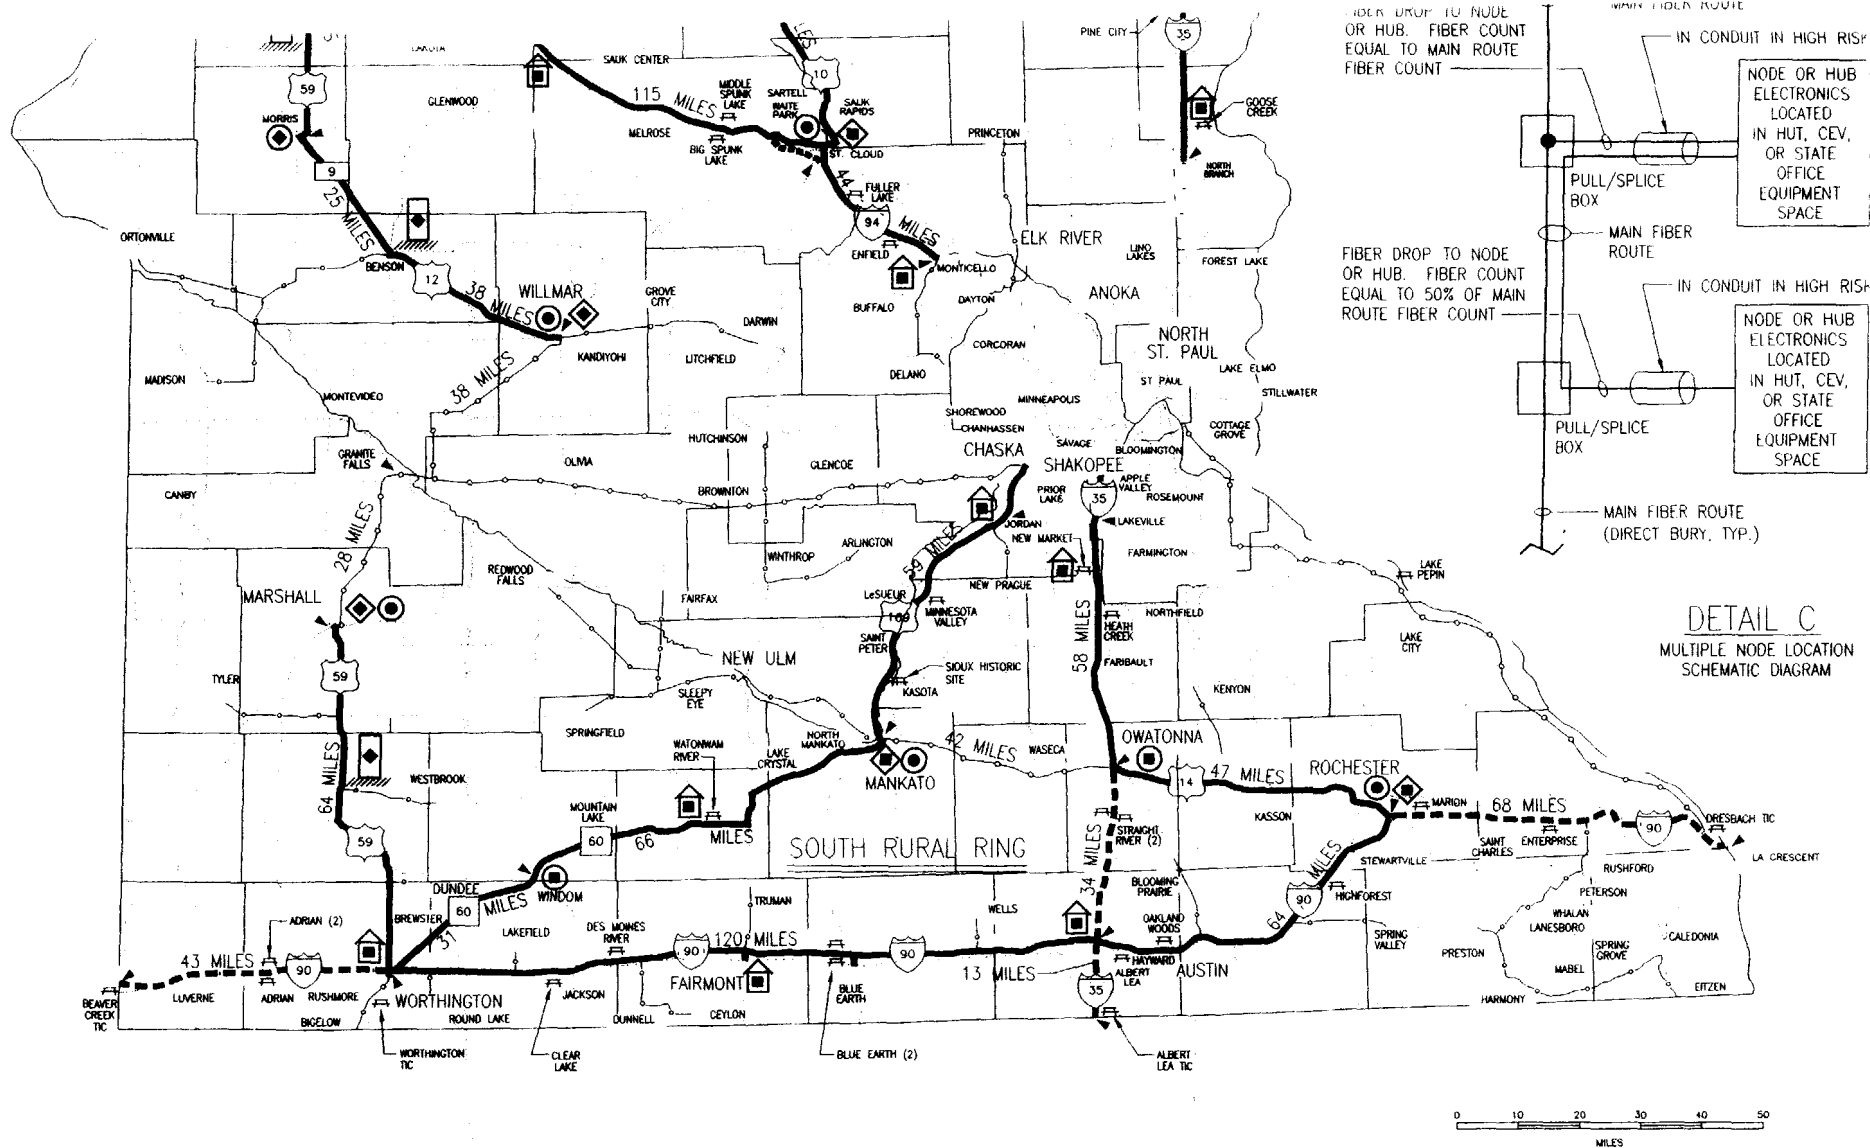 59
DAKOTA
GLENWOOD
SAUK CENTER
115 MILES
MELROSE
MIDDLE
SPUNK
LAKE
BIG SPUNK
LAKE
SARTELL
WAITE
PARK
10
SAUK
RAPIDS
ST. CLOUD
PRINCETON
PINE CITY
35
GOOSE
CREEK
NORTH
BRANCH
MORRIS
9
25 MILES
44
FULLER
LAKE
94
MILES
ENFIELD
MONTICELLO
ELK RIVER
LINO
LAKES
FOREST LAKE
ORTONVILLE
BENSON
12
38
MILES
WILLMAR
GROVE
CITY
DARWIN
BUFFALO
DAYTON
ANOKA
KANDIYOHI
LITCHFIELD
CORCORAN
NORTH
ST. PAUL
MADISON
38 MILES
DELANO
ST PAUL
LAKE ELMO
STILLWATER
MONTEVIDEO
MINNEAPOLIS
SHOREWOOD
CHANHASSEN
COTTAGE
GROVE
HUTCHINSON
SAVAGE
BLOOMINGTON
CHASKA
SHAKOPEE
GRANITE
FALLS
OLIVIA
GLENCOE
APPLE
VALLEY
PRIOR
LAKE
35
ROSEMOUNT
CANBY
BROWNTON
JORDAN
LAKEVILLE
NEW MARKET
28 MILES
WINTHROP
ARLINGTON
59
MILES
FARMINGTON
REDWOOD
FALLS
NEW PRAGUE
LAKE
PEPIN
MARSHALL
FAIRFAX
LeSUEUR
169
MINNESOTA
VALLEY
NORTHFIELD
HEATH
CREEK
58 MILES
SAINT
PETER
LAKE
CITY
FARIBAULT
NEW ULM
SIOUX HISTORIC
SITE
TYLER
59
SLEEPY
EYE
KASOTA
KENYON
SPRINGFIELD
WATONWAM
RIVER
LAKE
CRYSTAL
NORTH
MANKATO
42 MILES
WASECA
OWATONNA
64 MILES
WESTBROOK
MANKATO
14
47 MILES
ROCHESTER
MARION
68 MILES
59
MOUNTAIN
LAKE
60
66
MILES
SOUTH RURAL RING
34 MILES
STRAIGHT
RIVER (2)
KASSON
SAINT
CHARLES
ENTERPRISE
90
DRESBACH TIC
LA CRESCENT
STEWARTVILLE
RUSHFORD
DUNDEE
WINDOM
BLOOMING
PRAIRIE
MILES
HIGHFOREST
PETERSON
BREWSTER
60
MILES
TRUMAN
WELLS
OAKLAND
WOODS
90
64
WHALAN
LANESBORO
ADRIAN (2)
31
LAKEFIELD
DES MOINES
RIVER
120 MILES
90
90
SPRING
VALLEY
CALEDONIA
43 MILES
90
HAYWARD
PRESTON
SPRING
GROVE
13 MILES
ALBERT
LEA
AUSTIN
MABEL
BEAVER
CREEK
TIC
LUVERNE
ADRIAN
RUSHMORE
WORTHINGTON
JACKSON
FAIRMONT
BLUE
EARTH
35
HARMONY
EITZEN
BIGELOW
ROUND LAKE
DUNNELL
CEYLON
WORTHINGTON
TIC
CLEAR
LAKE
BLUE EARTH (2)
ALBERT
LEA TIC
FIBER DROP TO NODE
OR HUB. FIBER COUNT
EQUAL TO MAIN ROUTE
FIBER COUNT
MAIN FIBER ROUTE
IN CONDUIT IN HIGH RISK
NODE OR HUB
ELECTRONICS
LOCATED
IN HUT, CEV,
OR STATE
OFFICE
EQUIPMENT
SPACE
PULL/SPLICE
BOX
MAIN FIBER
ROUTE
FIBER DROP TO NODE
OR HUB. FIBER COUNT
EQUAL TO 50% OF MAIN
ROUTE FIBER COUNT
IN CONDUIT IN HIGH RISK
NODE OR HUB
ELECTRONICS
LOCATED
IN HUT, CEV,
OR STATE
OFFICE
EQUIPMENT
SPACE
PULL/SPLICE
BOX
MAIN FIBER ROUTE
(DIRECT BURY, TYP.)
DETAIL C
MULTIPLE NODE LOCATION
SCHEMATIC DIAGRAM
0 10 20 30 40 50
MILES